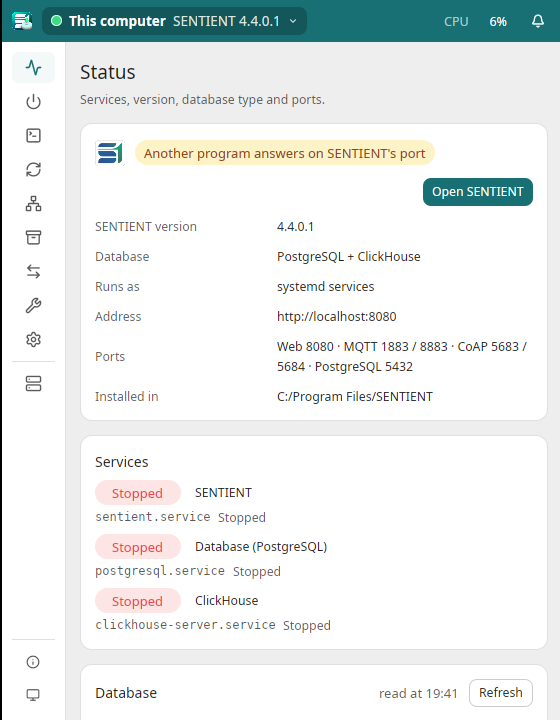 This computer SENTIENT 4.4.0.1 CPU 6%
Status
Services, version, database type and ports.
Another program answers on SENTIENT's port
Open SENTIENT
SENTIENT version 4.4.0.1
Database PostgreSQL + ClickHouse
Runs as systemd services
Address http://localhost:8080
Ports Web 8080 · MQTT 1883 / 8883 · CoAP 5683 /
5684 · PostgreSQL 5432
Installed in C:/Program Files/SENTIENT
Services
Stopped SENTIENT
sentient.service Stopped
Stopped Database (PostgreSQL)
postgresql.service Stopped
Stopped ClickHouse
clickhouse-server.service Stopped
Database read at 19:41 Refresh